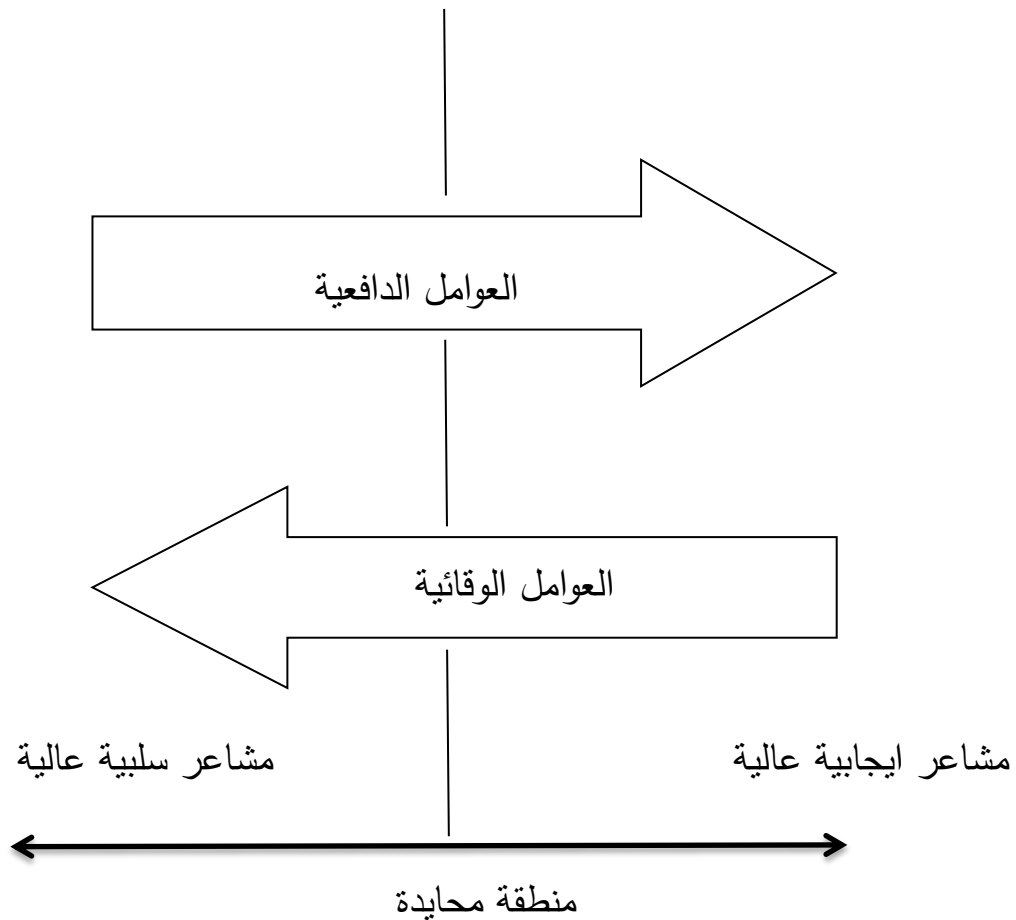 العوامل الدافعية
العوامل الوقائية
مشاعر ايجابية عالية
مشاعر سلبية عالية
منطقة محايدة